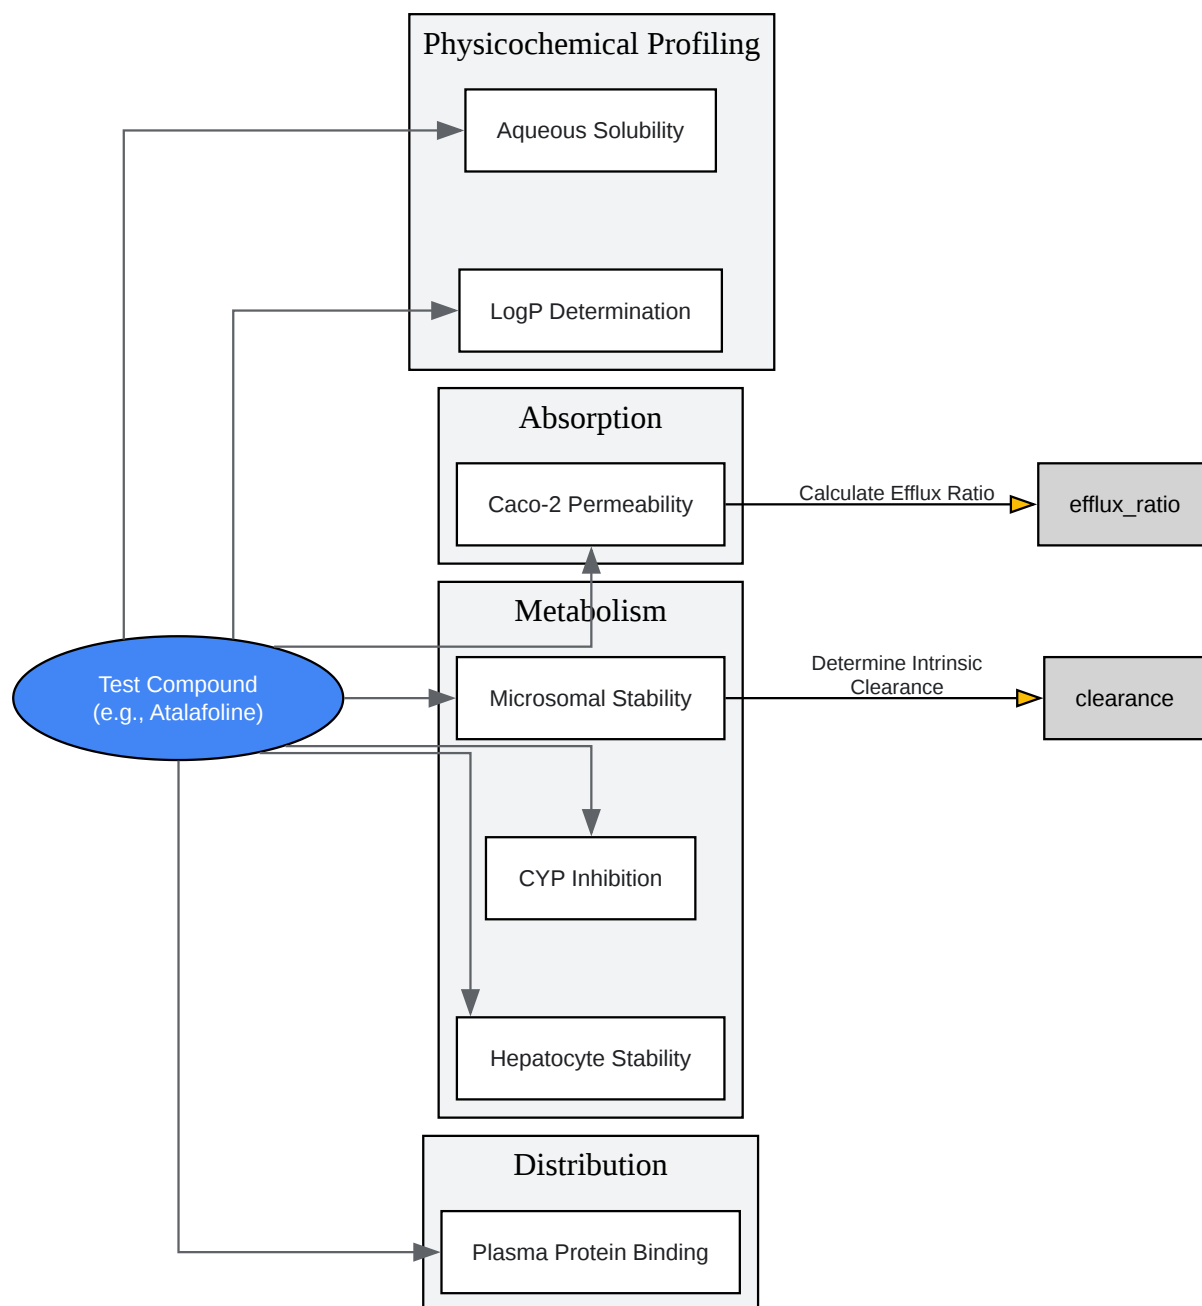 Physicochemical Profiling
Aqueous Solubility
LogP Determination
Absorption
Caco-2 Permeability
Calculate Efflux Ratio
efflux_ratio
Metabolism
Test Compound
(e.g., Atalafoline)
Microsomal Stability
Determine Intrinsic
Clearance
clearance
CYP Inhibition
Hepatocyte Stability
Distribution
Plasma Protein Binding